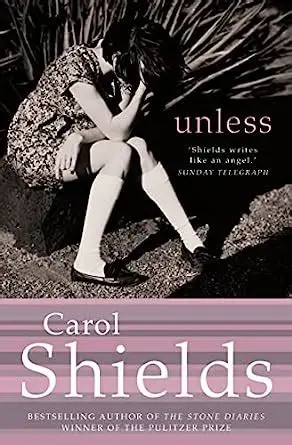 unless
'Shields writes
like an angel.'
SUNDAY TELEGRAPH
Carol
Shields
BESTSELLING AUTHOR OF THE STONE DIARIES
WINNER OF THE PULITZER PRIZE